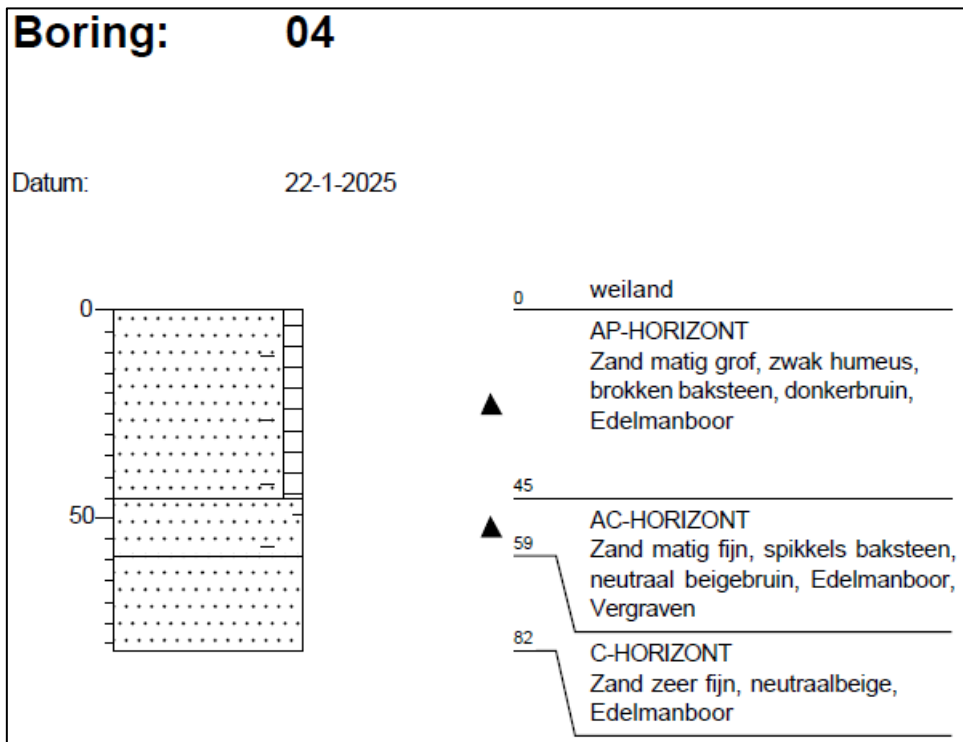 Boring: 04
Datum: 22-1-2025
0
50
0 weiland
AP-HORIZONT
Zand matig grof, zwak humeus,
brokken baksteen, donkerbruin,
Edelmanboor
45
AC-HORIZONT
59
Zand matig fijn, spikkels baksteen,
neutraal beigebruin, Edelmanboor,
Vergraven
82
C-HORIZONT
Zand zeer fijn, neutraalbeige,
Edelmanboor